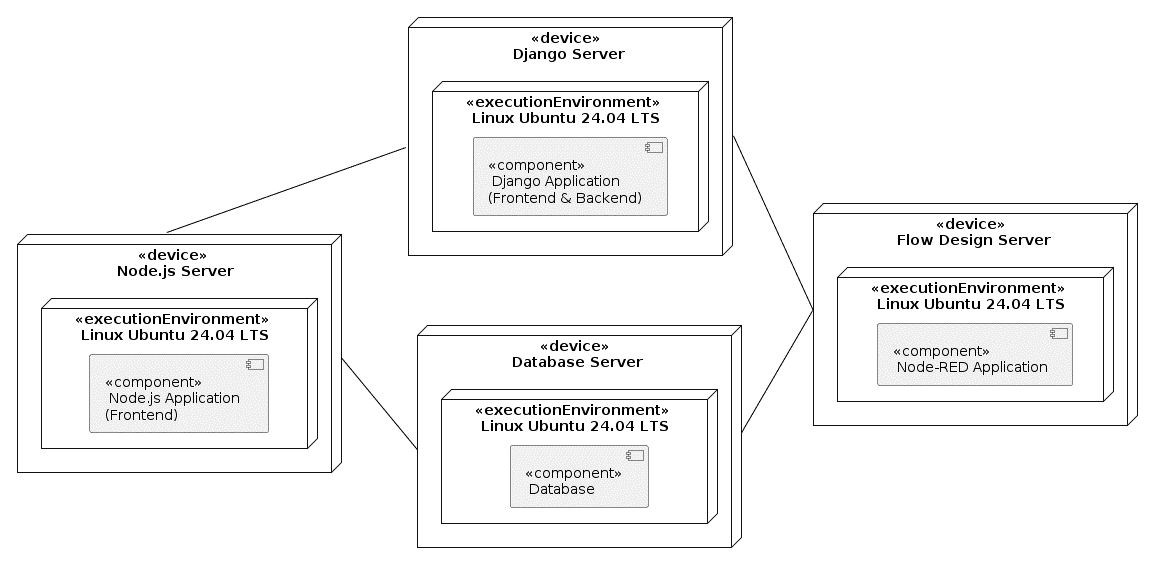 «device»
Django Server
«executionEnvironment»
Linux Ubuntu 24.04 LTS
«component»
Django Application
(Frontend & Backend)
«device»
Node.js Server
«executionEnvironment»
Linux Ubuntu 24.04 LTS
«component»
Node.js Application
(Frontend)
«device»
Database Server
«executionEnvironment»
Linux Ubuntu 24.04 LTS
«component»
Database
«device»
Flow Design Server
«executionEnvironment»
Linux Ubuntu 24.04 LTS
«component»
Node-RED Application